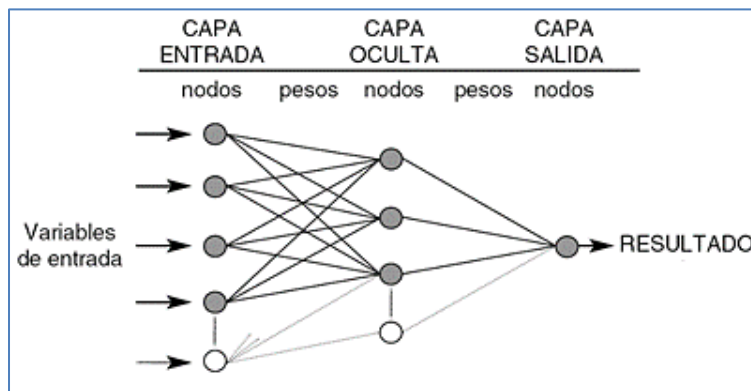 CAPA ENTRADA
CAPA OCULTA
CAPA SALIDA
nodos pesos nodos pesos nodos
Variables de entrada
RESULTADO